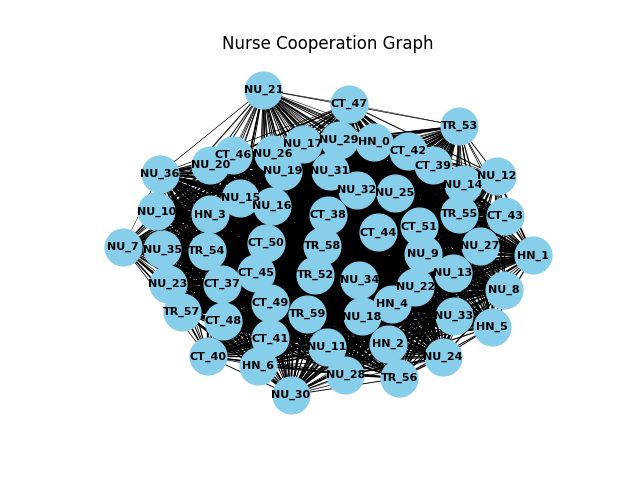 Nurse Cooperation Graph
NU_21
CT_47
TR_53
NU_29
HN_0
NU_17
CT_42
NU_26
CT_46
NU_20
CT_39
NU_19
NU_31
NU_36
NU_12
NU_14
NU_32
NU_25
NU_15
NU_16
NU_10
HN_3
CT_38
TR_55
CT_43
CT_51
CT_44
CT_50
TR_58
NU_27
NU_7
NU_35
TR_54
NU_9
HN_1
CT_45
TR_52
NU_13
NU_34
NU_23
CT_37
NU_22
NU_8
CT_49
HN_4
TR_57
TR_59
NU_18
NU_33
CT_48
HN_5
CT_41
NU_11
HN_2
CT_40
NU_24
HN_6
NU_28
TR_56
NU_30